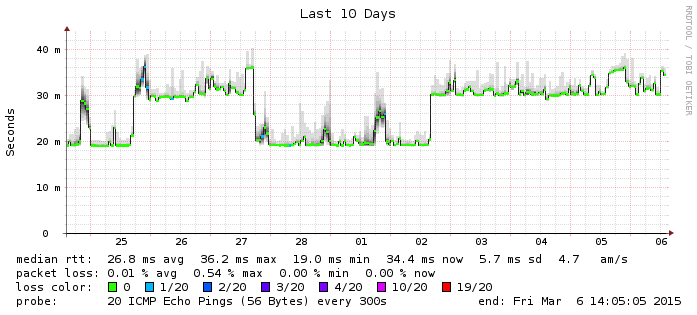 Last 10 Days
RRDTOOL / TOBI OETIKER
Seconds
40 m
30 m
20 m
10 m
0
25 26 27 28 01 02 03 04 05 06
median rtt: 26.8 ms avg 36.2 ms max 19.0 ms min 34.4 ms now 5.7 ms sd 4.7 am/s
packet loss: 0.01 % avg 0.54 % max 0.00 % min 0.00 % now
loss color: 0 1/20 2/20 3/20 4/20 10/20 19/20
probe: 20 ICMP Echo Pings (56 Bytes) every 300s end: Fri Mar 6 14:05:05 2015